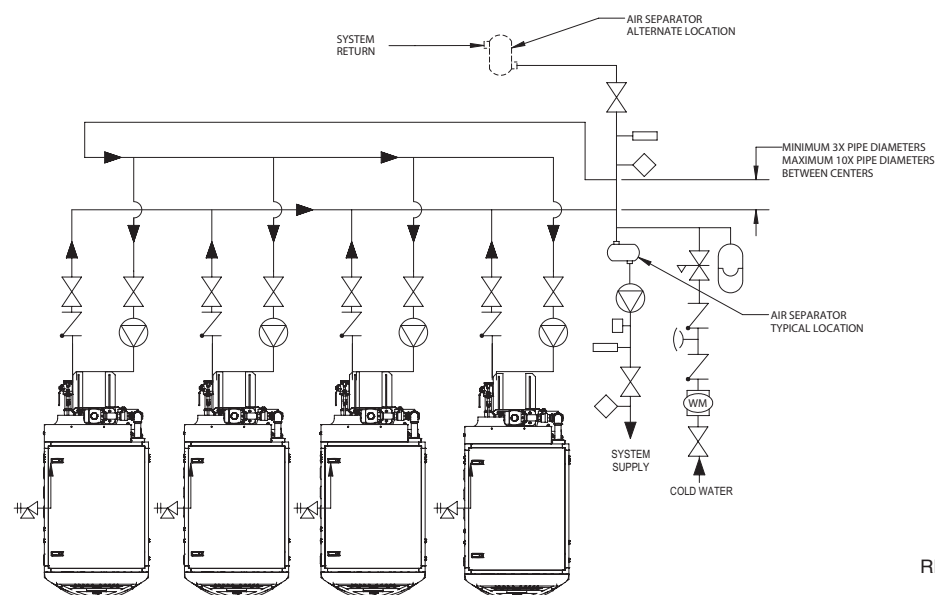 AIR SEPARATOR
ALTERNATE LOCATION
SYSTEM
RETURN
MINIMUM 3X PIPE DIAMETERS
MAXIMUM 10X PIPE DIAMETERS
BETWEEN CENTERS
AIR SEPARATOR
TYPICAL LOCATION
WM
SYSTEM
SUPPLY
COLD WATER